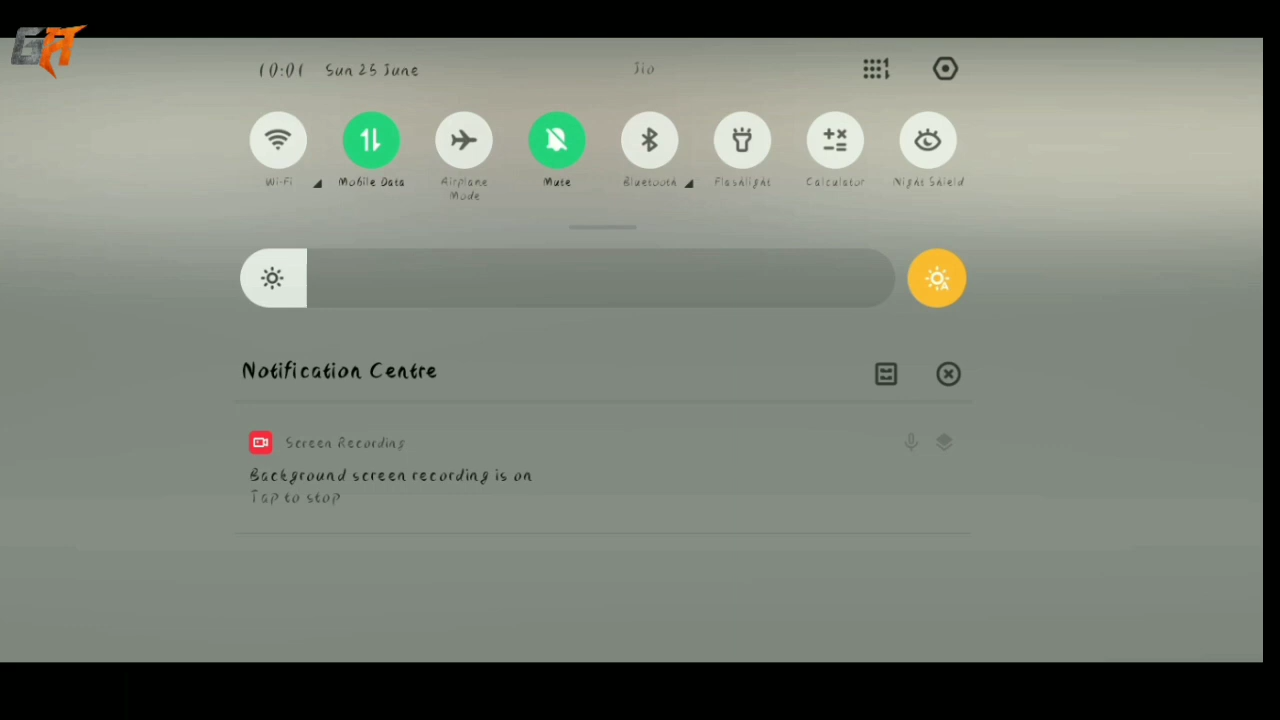 GA
10:01 Sun 25 June Jio
Wi-Fi Mobile Data Airplane Mode Mute Bluetooth Flashlight Calculator Night Shield
Notification Centre
Screen Recording
Background screen recording is on
Tap to stop